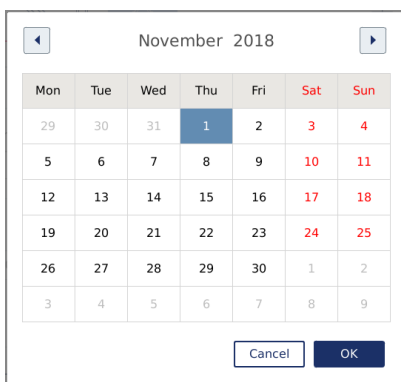 November 2018
Mon Tue Wed Thu Fri Sat Sun
29 30 31 1 2 3 4
5 6 7 8 9 10 11
12 13 14 15 16 17 18
19 20 21 22 23 24 25
26 27 28 29 30 1 2
3 4 5 6 7 8 9
Cancel OK